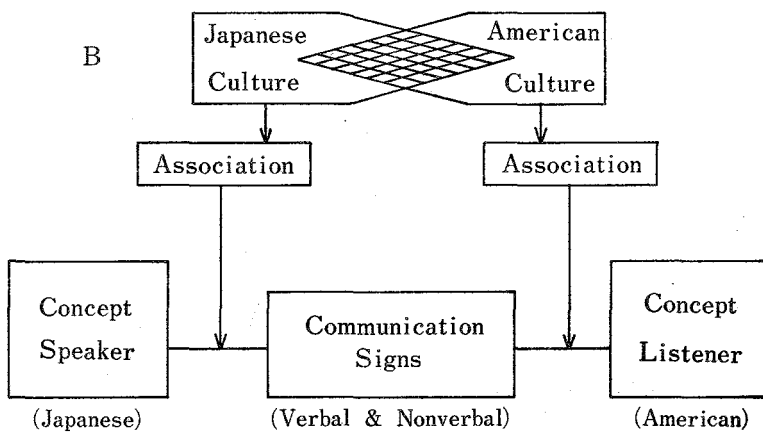 B
Japanese
Culture
American
Culture
Association
Association
Concept
Speaker
(Japanese)
Communication
Signs
(Verbal & Nonverbal)
Concept
Listener
(American)